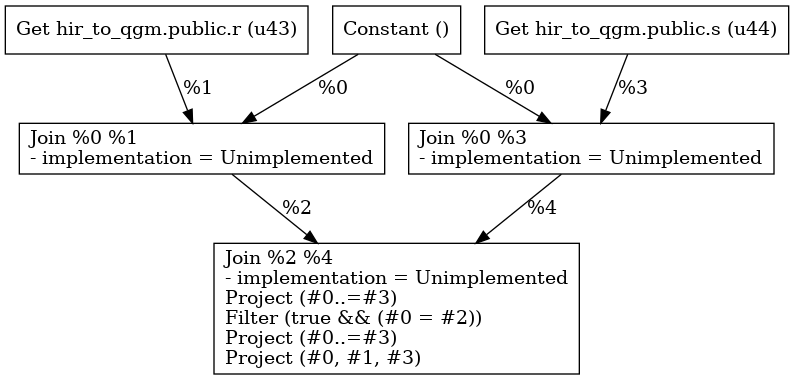 Get hir_to_qgm.public.r (u43)
Constant ()
Get hir_to_qgm.public.s (u44)
%1
%0
%0
%3
Join %0 %1
- implementation = Unimplemented
Join %0 %3
- implementation = Unimplemented
%2
%4
Join %2 %4
- implementation = Unimplemented
Project (#0..=#3)
Filter (true && (#0 = #2))
Project (#0..=#3)
Project (#0, #1, #3)